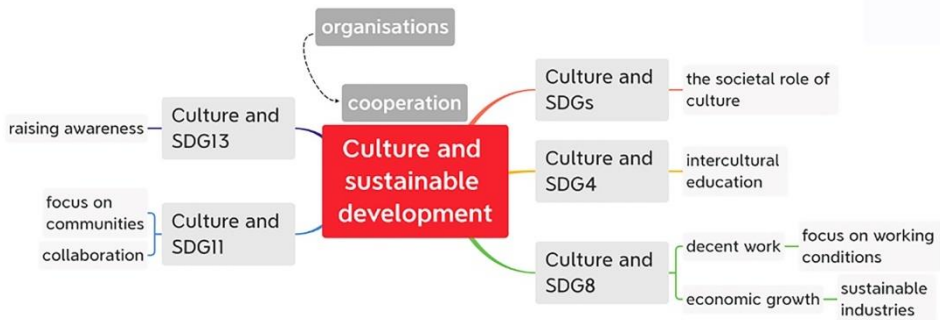 organisations
cooperation
Culture and
sustainable
development
Culture and
SDG13
raising awareness
Culture and
SDG11
focus on
communities
collaboration
Culture and
SDGs
the societal role of
culture
Culture and
SDG4
intercultural
education
Culture and
SDG8
decent work
focus on working
conditions
economic growth
sustainable
industries